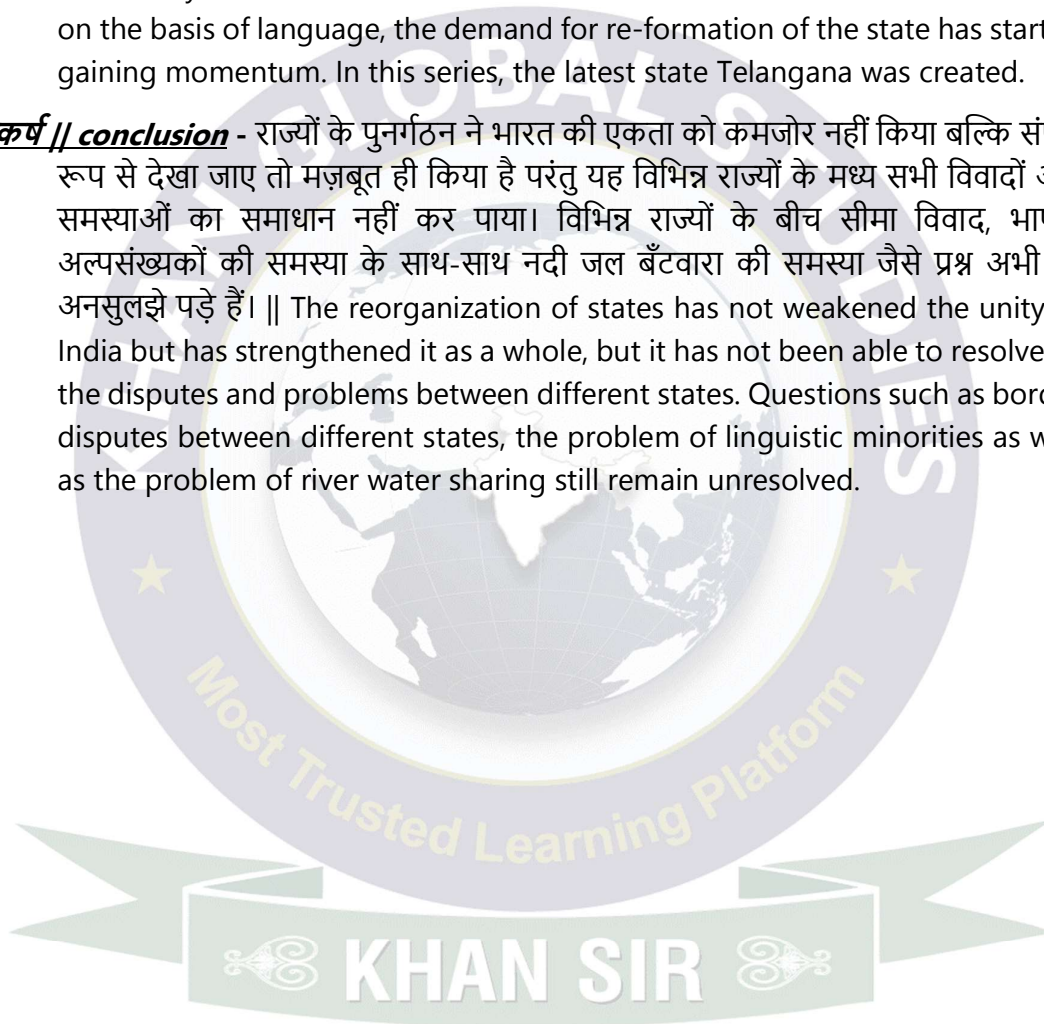 on the basis of language, the demand for re-formation of the state has start
gaining momentum. In this series, the latest state Telangana was created.
कर्ष || conclusion - राज्यों के पुनर्गठन ने भारत की एकता को कमजोर नहीं किया बल्कि
रूप से देखा जाए तो मज़बूत ही किया है परंतु यह विभिन्न राज्यों के मध्य सभी विवादों
समस्याओं का समाधान नहीं कर पाया। विभिन्न राज्यों के बीच सीमा विवाद,
अल्पसंख्यकों की समस्या के साथ-साथ नदी जल बँटवारा की समस्या जैसे प्रश्न अभी
अनसुलझे पड़े हैं। || The reorganization of states has not weakened the unity
India but has strengthened it as a whole, but it has not been able to resolve
the disputes and problems between different states. Questions such as bor
disputes between different states, the problem of linguistic minorities as w
as the problem of river water sharing still remain unresolved.
KHAN GLOBAL STUDIES
Most Trusted Learning Platform
KHAN SIR